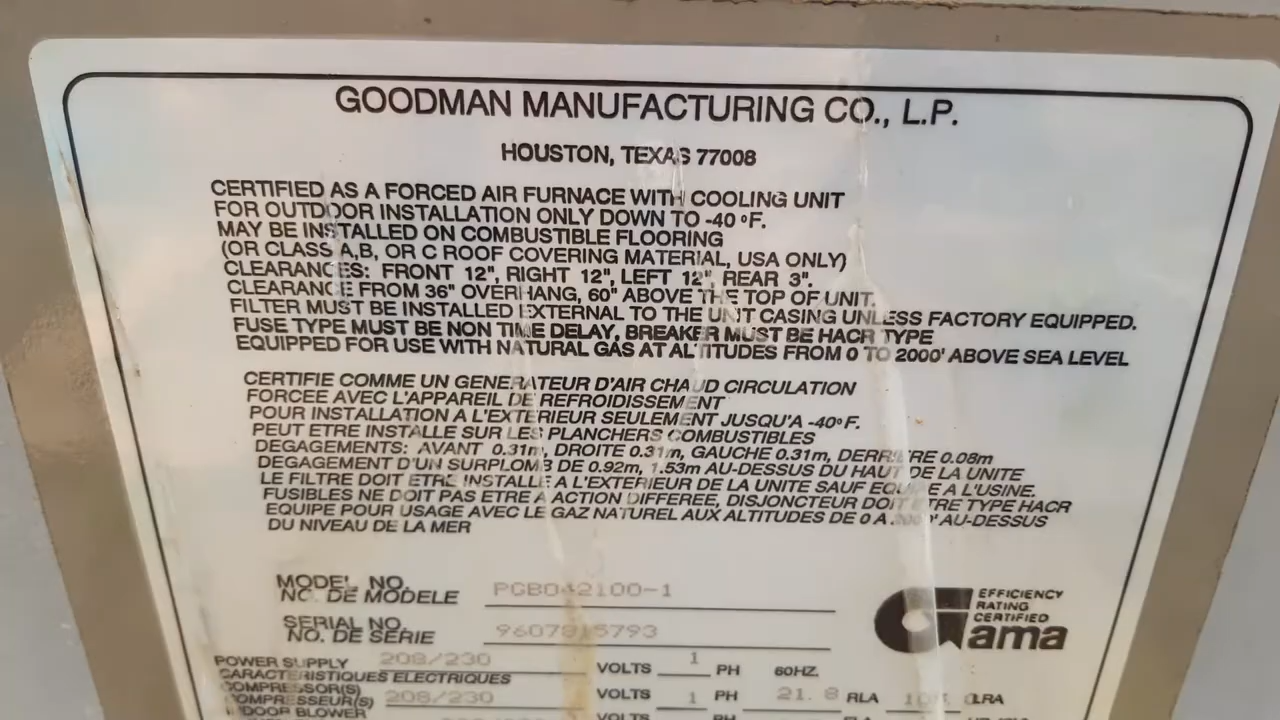 GOODMAN MANUFACTURING CO., L.P.
HOUSTON, TEXAS 77008
CERTIFIED AS A FORCED AIR FURNACE WITH COOLING UNIT
FOR OUTDOOR INSTALLATION ONLY DOWN TO -40 °F.
MAY BE INSTALLED ON COMBUSTIBLE FLOORING
(OR CLASS A,B, OR C ROOF COVERING MATERIAL, USA ONLY)
CLEARANCES: FRONT 12", RIGHT 12", LEFT 12", REAR 3".
CLEARANCE FROM 36" OVERHANG, 60" ABOVE THE TOP OF UNIT.
FILTER MUST BE INSTALLED EXTERNAL TO THE UNIT CASING UNLESS FACTORY EQUIPPED.
FUSE TYPE MUST BE NON TIME DELAY, BREAKER MUST BE HACR TYPE
EQUIPPED FOR USE WITH NATURAL GAS AT ALTITUDES FROM 0 TO 2000' ABOVE SEA LEVEL
CERTIFIE COMME UN GENERATEUR D'AIR CHAUD CIRCULATION
FORCEE AVEC L'APPAREIL DE REFROIDISSEMENT
POUR INSTALLATION A L'EXTERIEUR SEULEMENT JUSQU'A -40°F.
PEUT ETRE INSTALLE SUR LES PLANCHERS COMBUSTIBLES
DEGAGEMENTS: AVANT 0.31m, DROITE 0.31m, GAUCHE 0.31m, DERRIERE 0.08m
DEGAGEMENT D'UN SURPLOMB DE 0.92m, 1.53m AU-DESSUS DU HAUT DE LA UNITE
LE FILTRE DOIT ETRE INSTALLE A L'EXTERIEUR DE LA UNITE SAUF EQUIPE A L'USINE.
FUSIBLES NE DOIT PAS ETRE A ACTION DIFFEREE, DISJONCTEUR DOIT ETRE TYPE HACR
EQUIPE POUR USAGE AVEC LE GAZ NATUREL AUX ALTITUDES DE 0 A AU-DESSUS
DU NIVEAU DE LA MER
MODEL NO. PGB042100-1
NO. DE MODELE
SERIAL NO. 9607815793
NO. DE SERIE
EFFICIENCY
RATING
CERTIFIED
Gama
POWER SUPPLY 208/230 VOLTS 1 PH 60HZ.
CARACTERISTIQUES ELECTRIQUES
COMPRESSOR(S) 208/230 VOLTS 1 PH 21.8 RLA LRA
COMPRESSEUR(S)
INDOOR BLOWER VOLTS PH